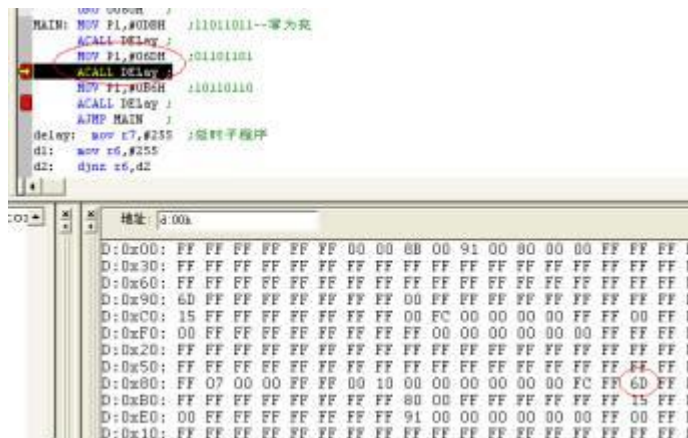 MAIN: MOV P1,#0DBH ;11011011--零为亮
ACALL DELay ;
MOV P1,#06DH ;01101101
ACALL DELay ;
MOV P1,#0B6H ;10110110
ACALL DELay ;
AJMP MAIN ;
delay: mov r7,#255 ;延时子程序
d1: mov r6,#255
d2: djnz r6,d2
地址: d:00h
D:0x00: FF FF FF FF FF FF 00 00 8B 00 91 00 80 00 00 FF FF FF
D:0x30: FF FF FF FF FF FF FF FF FF FF FF FF FF FF FF FF FF FF
D:0x60: FF FF FF FF FF FF FF FF FF FF FF FF FF FF FF FF FF FF
D:0x90: 6D FF FF FF FF FF FF FF 00 FF FF FF FF FF FF FF FF FF
D:0xC0: 15 FF FF FF FF FF FF FF 00 FC 00 00 00 00 FF FF 00 FF
D:0xF0: 00 FF FF FF FF FF FF FF FF 00 00 00 00 00 00 FF FF FF
D:0x20: FF FF FF FF FF FF FF FF FF FF FF FF FF FF FF FF FF FF
D:0x50: FF FF FF FF FF FF FF FF FF FF FF FF FF FF FF FF FF FF
D:0x80: FF 07 00 00 FF FF 00 10 00 00 00 00 00 00 FC FF 6D FF
D:0xB0: FF FF FF FF FF FF FF FF 80 00 FF FF FF FF FF FF 15 FF
D:0xE0: 00 FF FF FF FF FF FF FF 91 00 00 00 00 00 FF FF 00 FF
D:0x10: FF FF FF FF FF FF FF FF FF FF FF FF FF FF FF FF FF FF